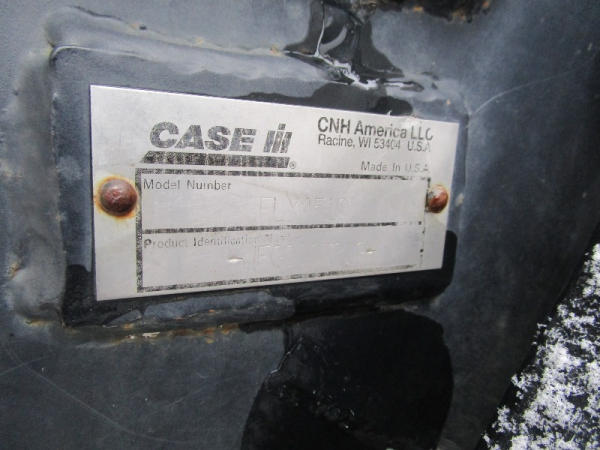 CASE IH
CNH America LLC
Racine, WI 53404 U.S.A.
Made In U.S.A.
Model Number
Product Identification